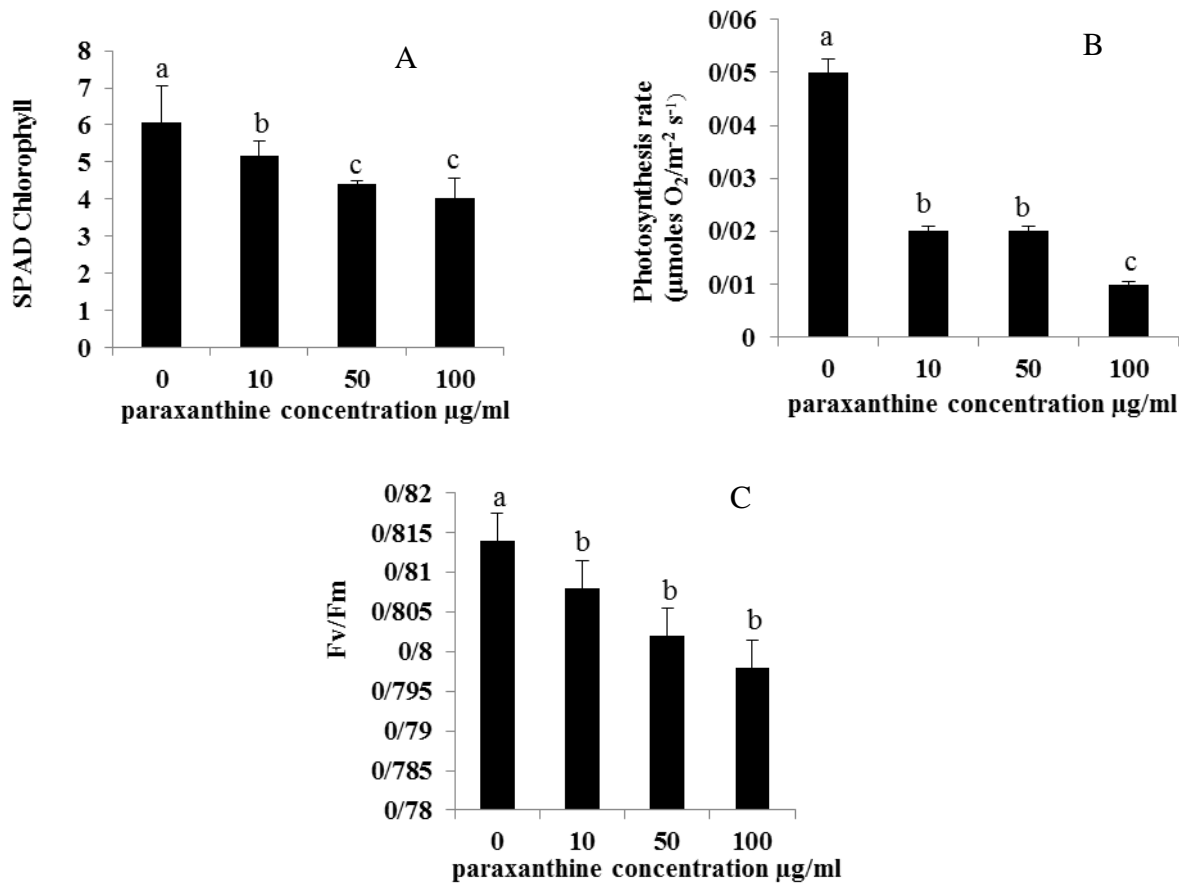 A
SPAD Chlorophyll
8
7
6
5
4
3
2
1
0
a
b
c
c
0 10 50 100
paraxanthine concentration µg/ml
B
Photosynthesis rate
(µmoles O₂/m⁻² s⁻¹)
0/06
0/05
0/04
0/03
0/02
0/01
0
a
b
b
c
0 10 50 100
paraxanthine concentration µg/ml
C
Fv/Fm
0/82
0/815
0/81
0/805
0/8
0/795
0/79
0/785
0/78
a
b
b
b
0 10 50 100
paraxanthine concentration µg/ml